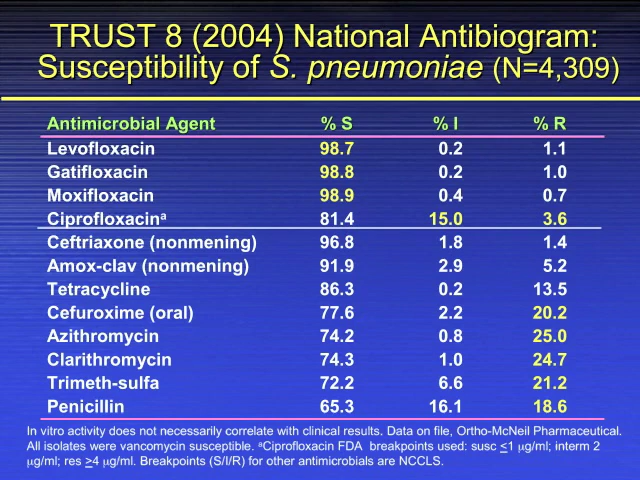 TRUST 8 (2004) National Antibiogram:
Susceptibility of S. pneumoniae (N=4,309)
Antimicrobial Agent % S % I % R
Levofloxacin 98.7 0.2 1.1
Gatifloxacin 98.8 0.2 1.0
Moxifloxacin 98.9 0.4 0.7
Ciprofloxacinª 81.4 15.0 3.6
Ceftriaxone (nonmening) 96.8 1.8 1.4
Amox-clav (nonmening) 91.9 2.9 5.2
Tetracycline 86.3 0.2 13.5
Cefuroxime (oral) 77.6 2.2 20.2
Azithromycin 74.2 0.8 25.0
Clarithromycin 74.3 1.0 24.7
Trimeth-sulfa 72.2 6.6 21.2
Penicillin 65.3 16.1 18.6
In vitro activity does not necessarily correlate with clinical results. Data on file, Ortho-McNeil Pharmaceutical.
All isolates were vancomycin susceptible. ªCiprofloxacin FDA breakpoints used: susc <1 μg/ml; interm 2
μg/ml; res >4 μg/ml. Breakpoints (S/I/R) for other antimicrobials are NCCLS.